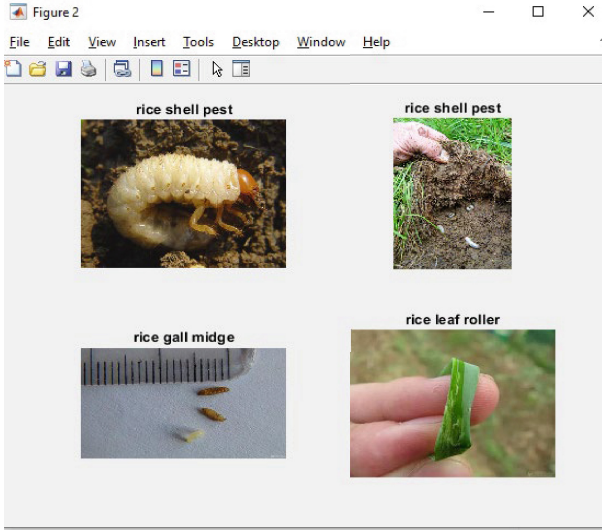 Figure 2
File Edit View Insert Tools Desktop Window Help
rice shell pest
rice shell pest
rice gall midge
rice leaf roller